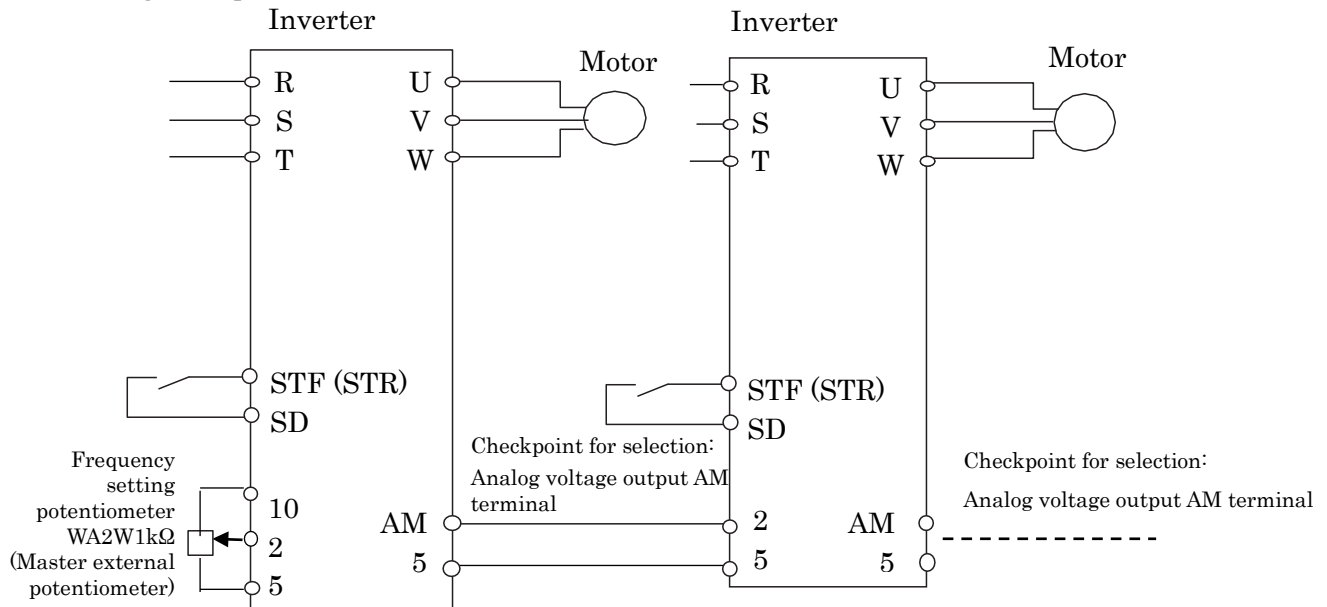 Inverter
Inverter
Motor
Motor
R
U
S
V
T
W
R
U
S
V
T
W
STF (STR)
SD
STF (STR)
SD
Frequency
setting
potentiometer
WA2W1kΩ
(Master external
potentiometer)
10
2
5
Checkpoint for selection:
Analog voltage output AM
terminal
AM
5
2
5
AM
5
Checkpoint for selection:
Analog voltage output AM terminal